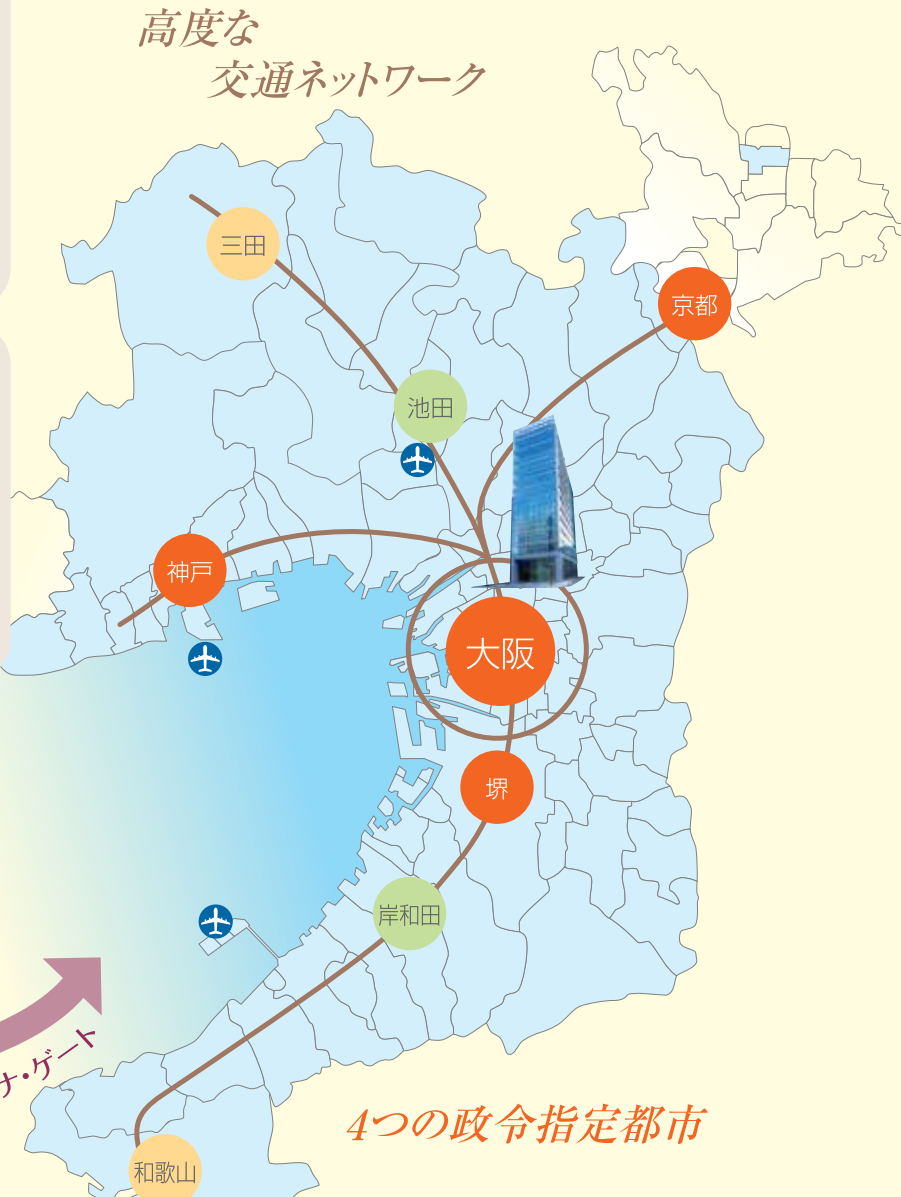 高度な
交通ネットワーク
三田
京都
池田
神戸
大阪
堺
岸和田
ナ・ゲート
4つの政令指定都市
和歌山